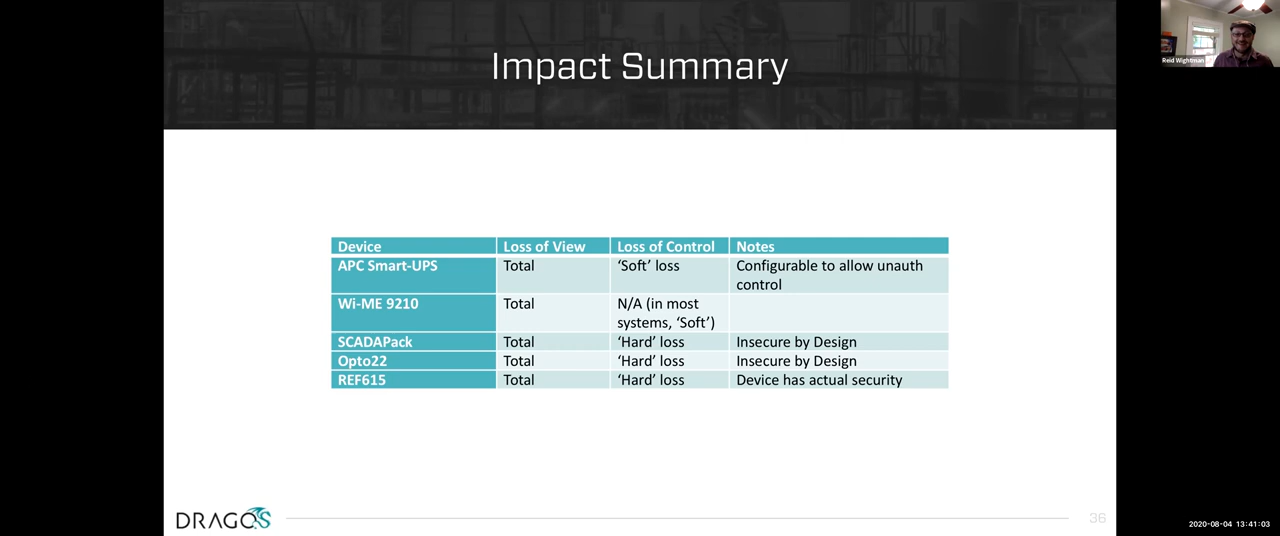 Impact Summary
Reid Wightman
Device Loss of View Loss of Control Notes
APC Smart-UPS Total ‘Soft’ loss Configurable to allow unauth
control
Wi-ME 9210 Total N/A (in most
systems, ‘Soft’)
SCADAPack Total ‘Hard’ loss Insecure by Design
Opto22 Total ‘Hard’ loss Insecure by Design
REF615 Total ‘Hard’ loss Device has actual security
DRAGOS
36
2020-08-04 13:41:03